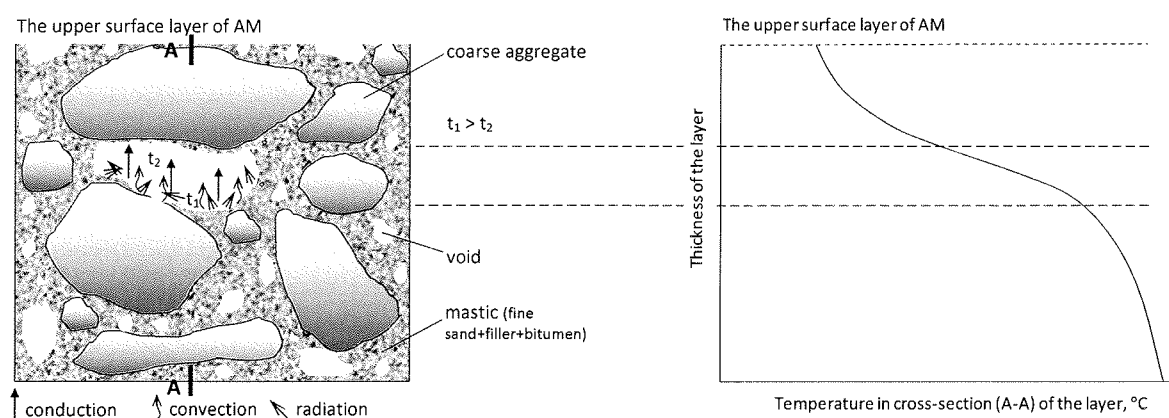 The upper surface layer of AM
A
coarse aggregate
t₁ > t₂
t₂
t₁
void
mastic (fine
sand+filler+bitumen)
A
conduction convection radiation
The upper surface layer of AM
Thickness of the layer
Temperature in cross-section (A-A) of the layer, °C